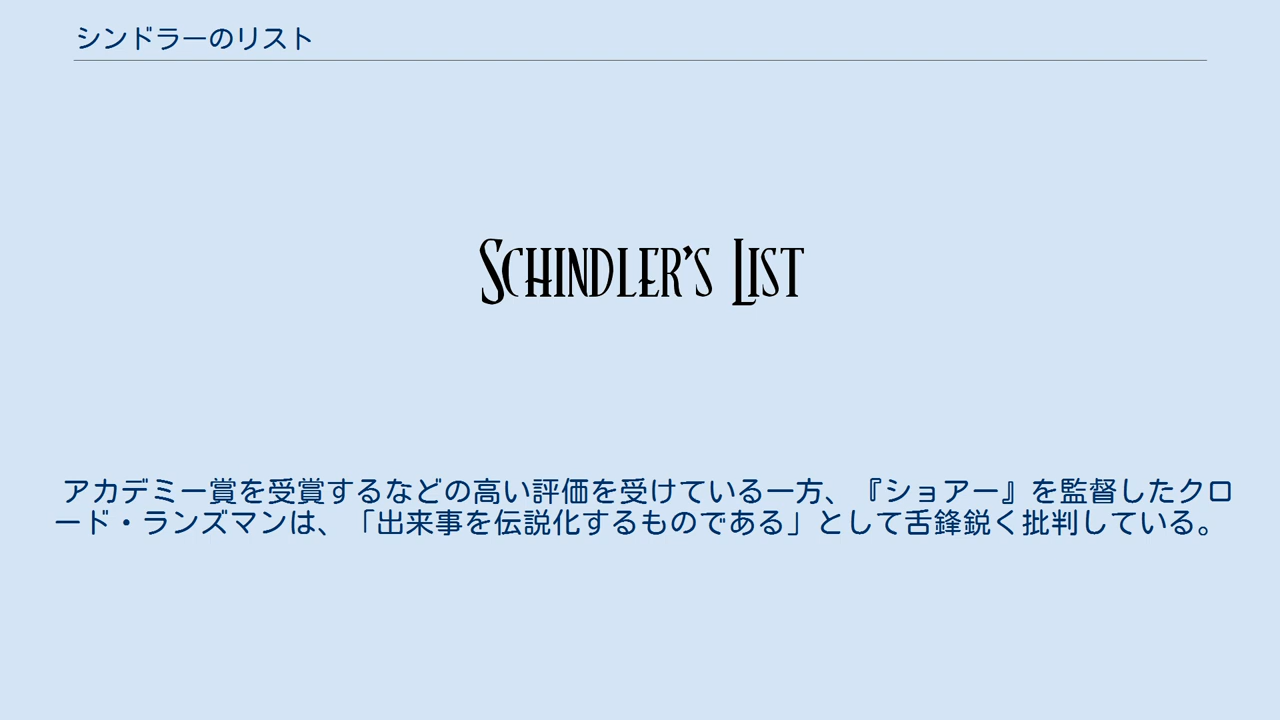 シンドラーのリスト
SCHINDLER'S LIST
アカデミー賞を受賞するなどの高い評価を受けている一方、『ショアー』を監督したクロ
ード・ランズマンは、「出来事を伝説化するものである」として舌鋒鋭く批判している。